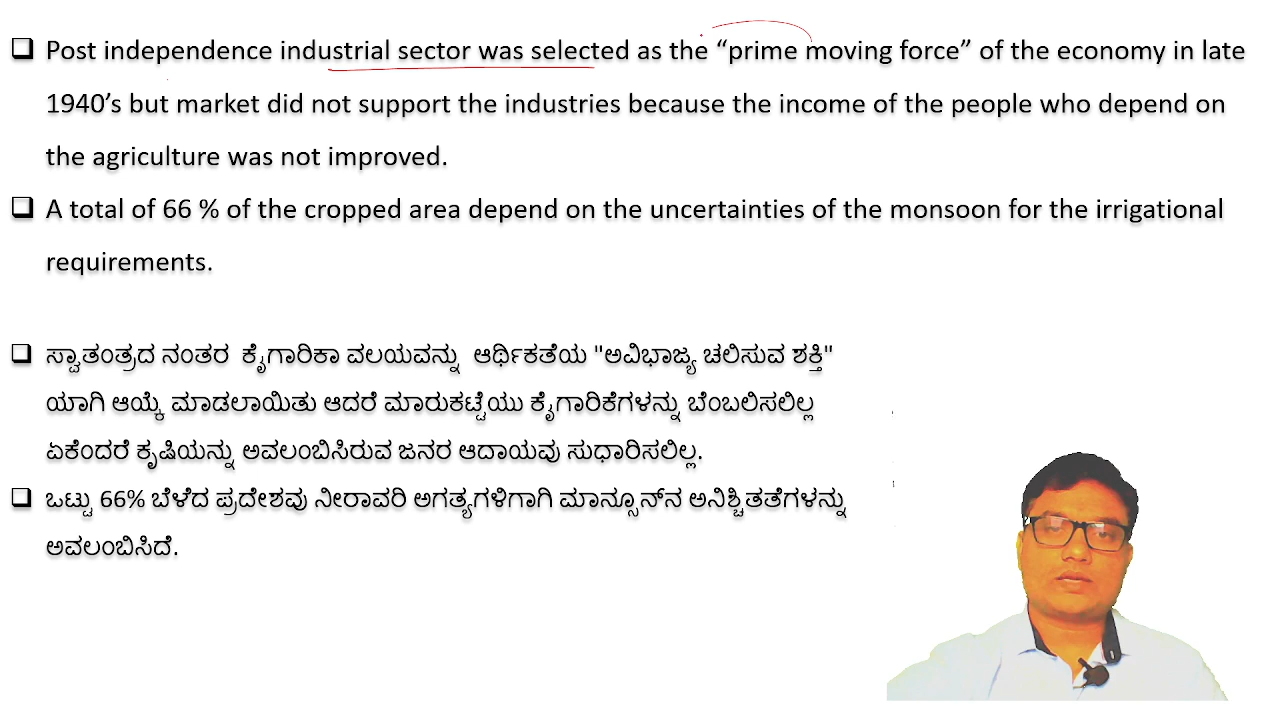 ❑ Post independence industrial sector was selected as the “prime moving force” of the economy in late
1940’s but market did not support the industries because the income of the people who depend on
the agriculture was not improved.
❑ A total of 66 % of the cropped area depend on the uncertainties of the monsoon for the irrigational
requirements.
❑ ಸ್ವಾತಂತ್ರದ ನಂತರ ಕೈಗಾರಿಕಾ ವಲಯವನ್ನು ಆರ್ಥಿಕತೆಯ "ಅವಿಭಾಜ್ಯ ಚಲಿಸುವ ಶಕ್ತಿ"
ಯಾಗಿ ಆಯ್ಕೆ ಮಾಡಲಾಯಿತು ಆದರೆ ಮಾರುಕಟ್ಟೆಯು ಕೈಗಾರಿಕೆಗಳನ್ನು ಬೆಂಬಲಿಸಲಿಲ್ಲ
ಏಕೆಂದರೆ ಕೃಷಿಯನ್ನು ಅವಲಂಬಿಸಿರುವ ಜನರ ಆದಾಯವು ಸುಧಾರಿಸಲಿಲ್ಲ.
❑ ಒಟ್ಟು 66% ಬೆಳೆದ ಪ್ರದೇಶವು ನೀರಾವರಿ ಅಗತ್ಯಗಳಿಗಾಗಿ ಮಾನ್ಸೂನ್‌ನ ಅನಿಶ್ಚಿತತೆಗಳನ್ನು
ಅವಲಂಬಿಸಿದೆ.